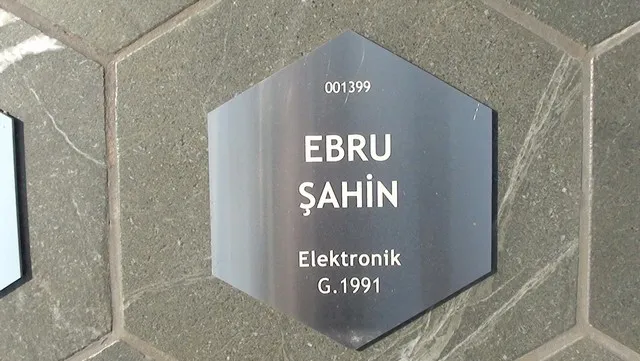 001399
EBRU
ŞAHİN
Elektronik
G.1991